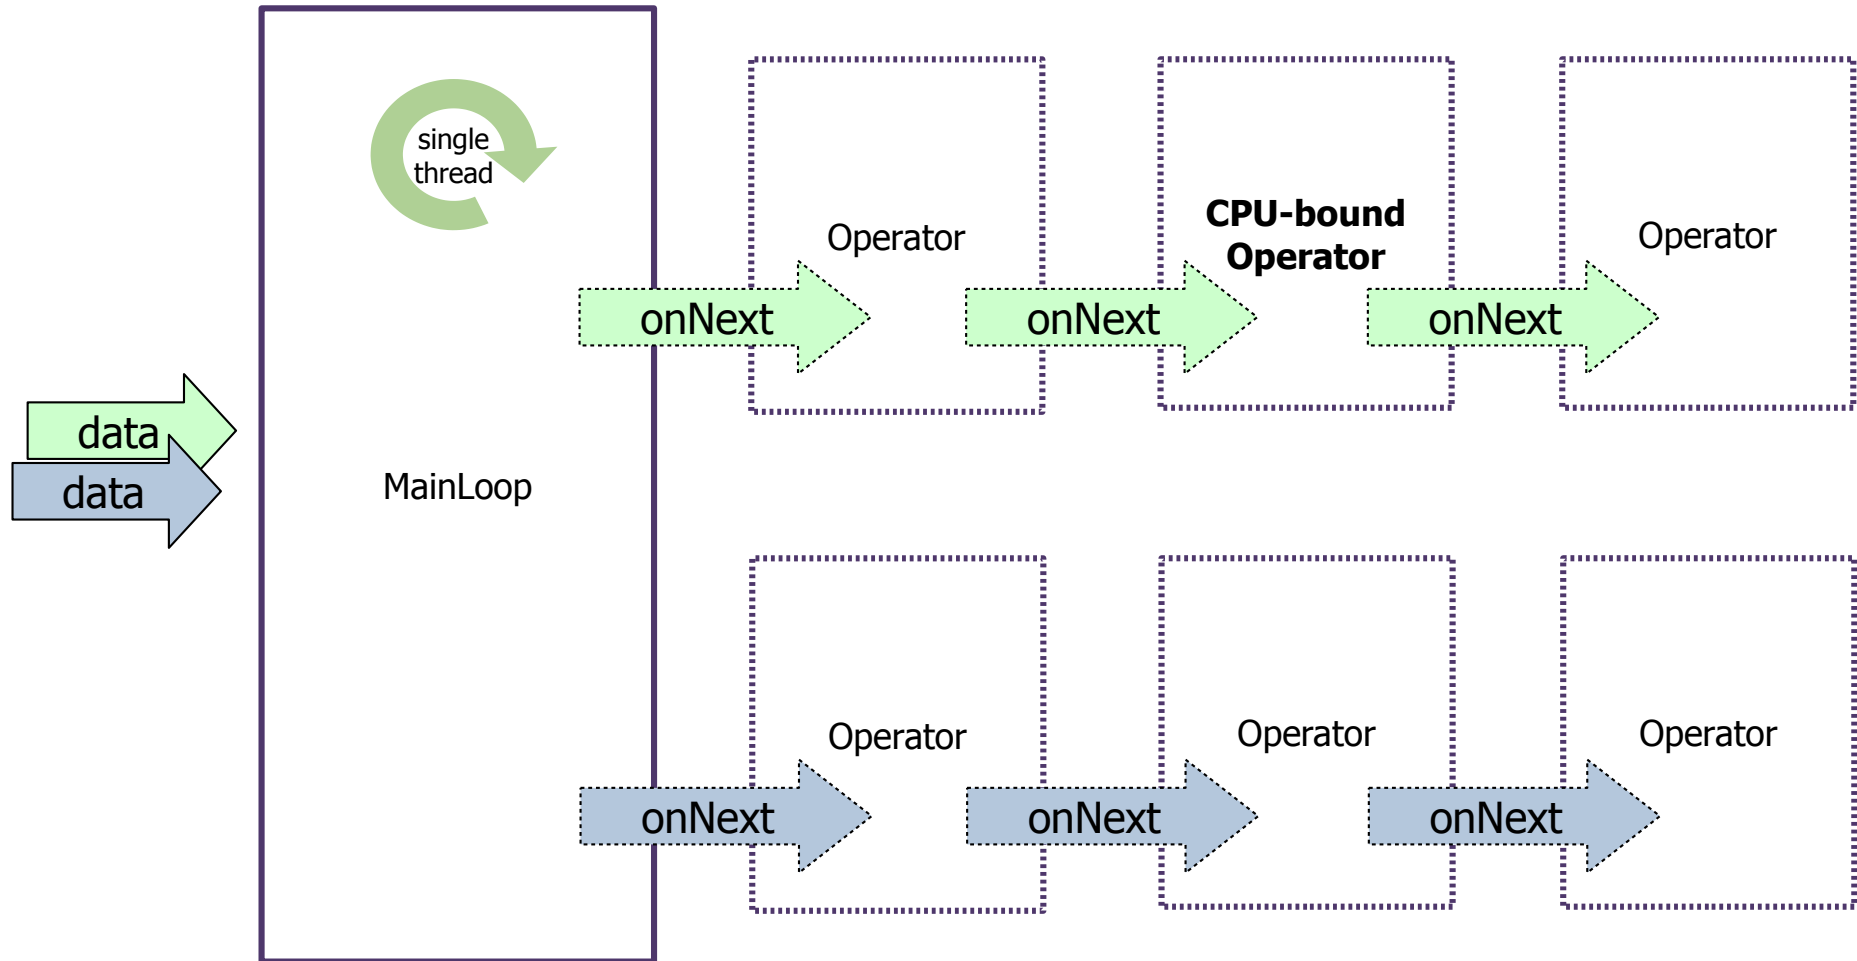 single
thread
Operator
CPU-bound
Operator
Operator
onNext
onNext
onNext
data
data
MainLoop
Operator
Operator
Operator
onNext
onNext
onNext